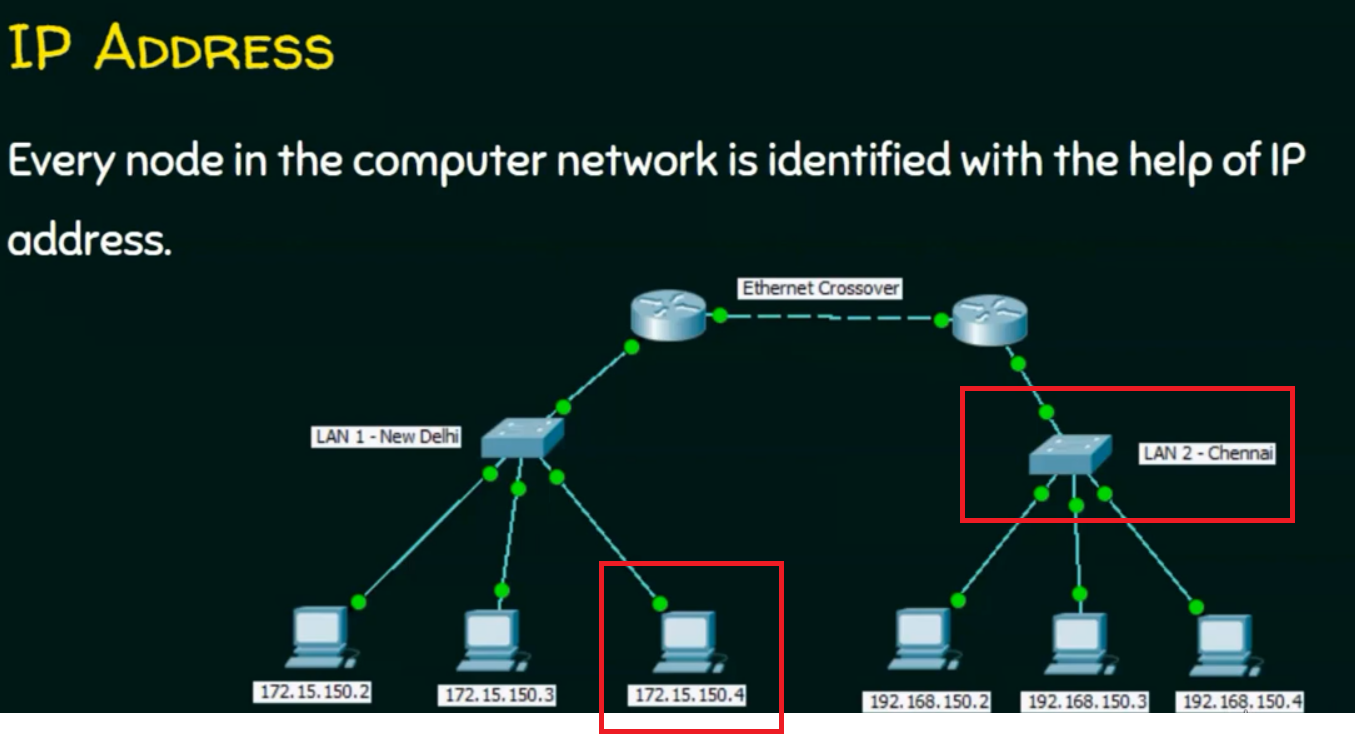 IP ADDRESS
Every node in the computer network is identified with the help of IP
address.
Ethernet Crossover
LAN 1 - New Delhi
LAN 2 - Chennai
172.15.150.2
172.15.150.3
172.15.150.4
192.168.150.2
192.168.150.3
192.168.150.4